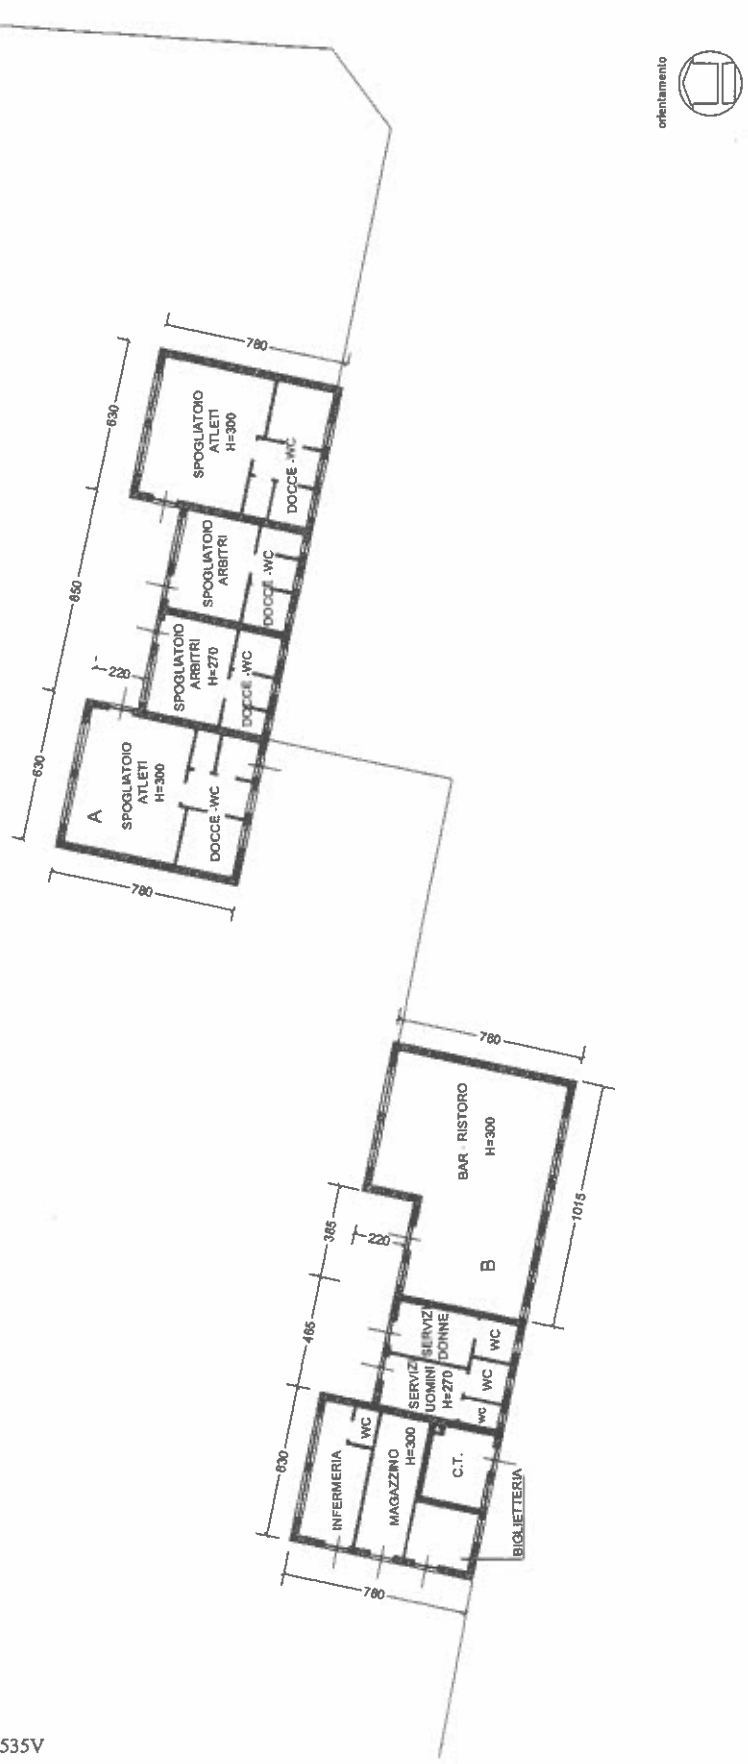 orientamento
780
630
SPOGLIATOIO
ATLETI
H=300
DOCCE -WC
850
SPOGLIATOIO
ARBITRI
DOCCE -WC
220
SPOGLIATOIO
ARBITRI
H=270
DOCCE -WC
630
A
SPOGLIATOIO
ATLETI
H=300
DOCCE -WC
780
780
BAR - RISTORO
H=300
1015
385
220
B
465
SERVIZI
DONNE
WC
SERVIZI
UOMINI
H=270
WC
WC
630
INFERMERIA
WC
MAGAZZINO
H=300
C.T.
BIGLIETTERIA
780
535V